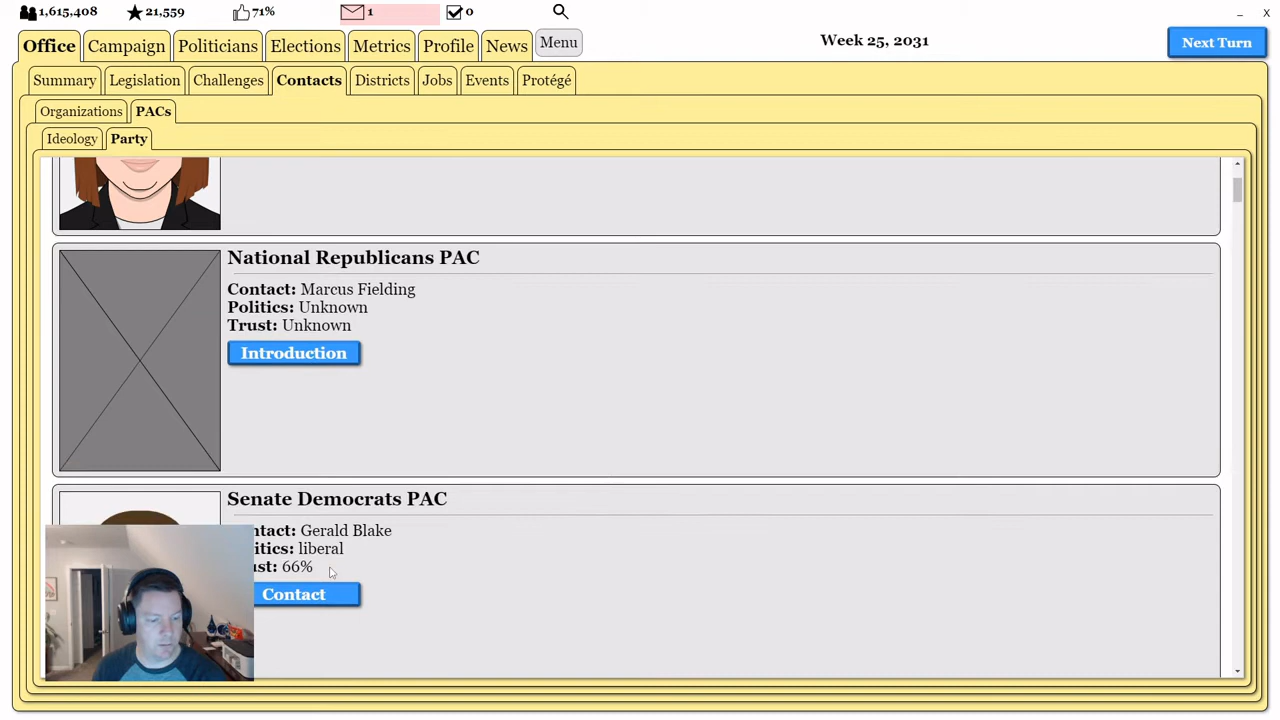 1,615,408 21,559 71% 1 0
Office Campaign Politicians Elections Metrics Profile News Menu Week 25, 2031 Next Turn
Summary Legislation Challenges Contacts Districts Jobs Events Protégé
Organizations PACs
Ideology Party
National Republicans PAC
Contact: Marcus Fielding
Politics: Unknown
Trust: Unknown
Introduction
Senate Democrats PAC
ntact: Gerald Blake
itics: liberal
ust: 66%
Contact